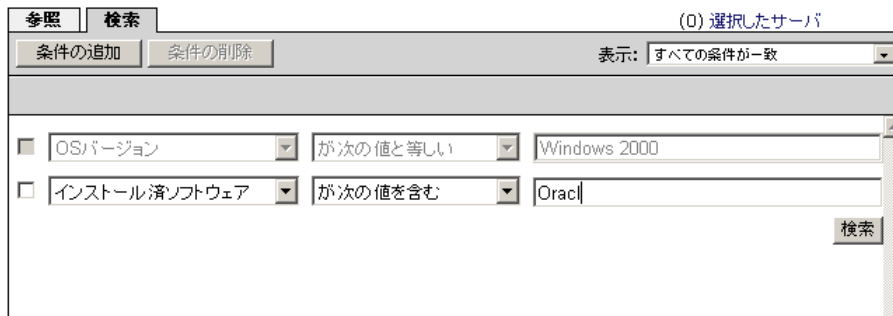 参照 検索 (0) 選択したサーバ
条件の追加 条件の削除 表示: すべての条件が一致
OSバージョン が次の値と等しい Windows 2000
インストール済ソフトウェア が次の値を含む Oracl
検索